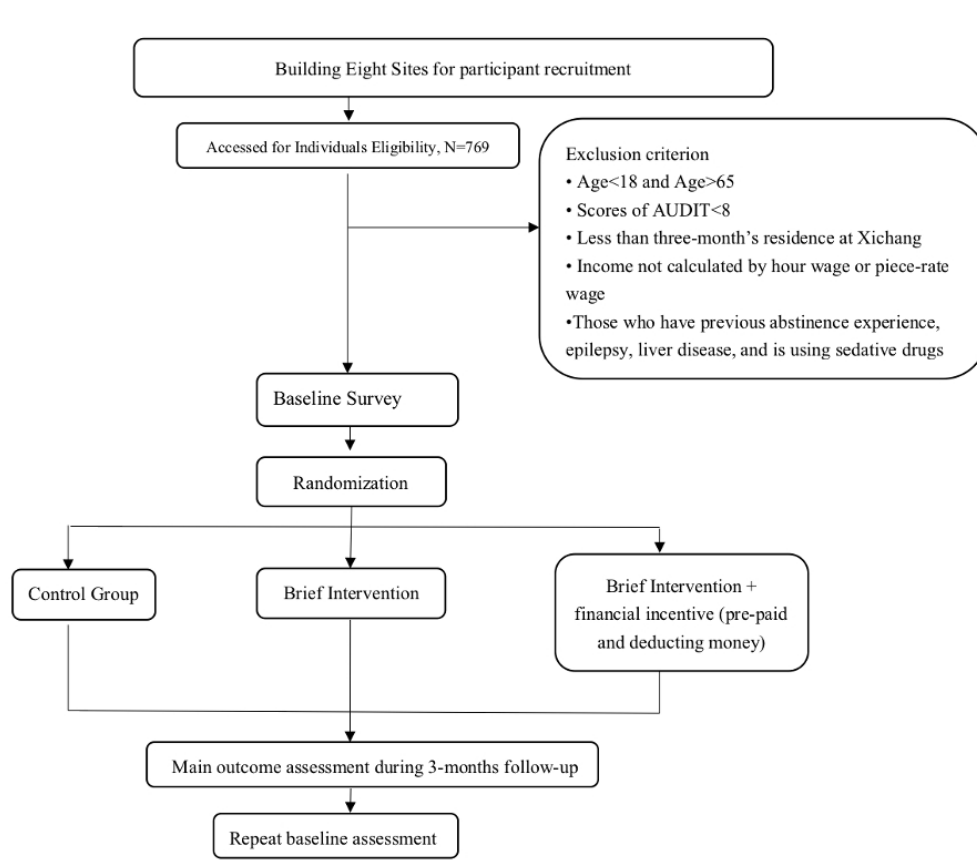 Building Eight Sites for participant recruitment
Accessed for Individuals Eligibility, N=769
Exclusion criterion
• Age<18 and Age>65
• Scores of AUDIT<8
• Less than three-month’s residence at Xichang
• Income not calculated by hour wage or piece-rate
wage
•Those who have previous abstinence experience,
epilepsy, liver disease, and is using sedative drugs
Baseline Survey
Randomization
Control Group
Brief Intervention
Brief Intervention +
financial incentive (pre-paid
and deducting money)
Main outcome assessment during 3-months follow-up
Repeat baseline assessment